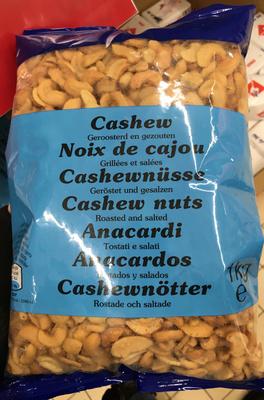 Cashew
Geroosterd en gezouten
Noix de cajou
Grillées et salées
Cashewnüsse
Geröstet und gesalzen
Cashew nuts
Roasted and salted
Anacardi
Tostati e salati
Anacardos
y salados
Cashewnötter
Rostade och saltade
1Kg
e